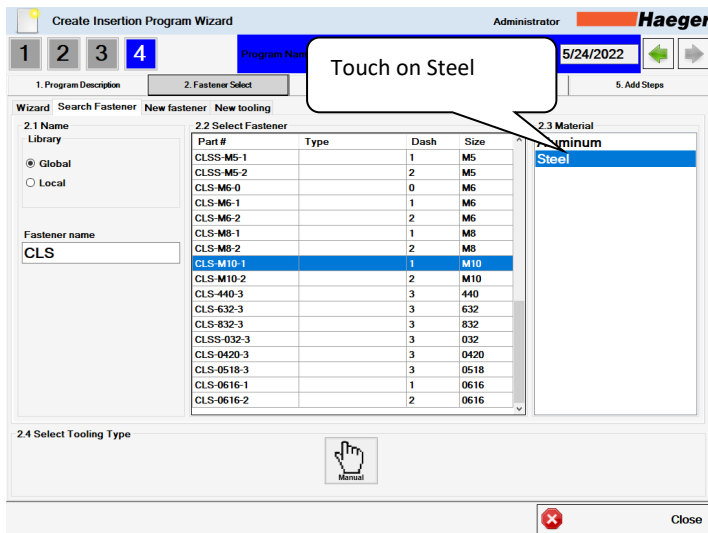 Create Insertion Program Wizard
Administrator
Haeger
1 2 3 4
Program Nam
5/24/2022
Touch on Steel
1. Program Description
2. Fastener Select
5. Add Steps
Wizard Search Fastener New fastener New tooling
2.1 Name
Library
Global
Local
Fastener name
CLS
2.2 Select Fastener
Part # Type Dash Size
CLSS-M5-1 1 M5
CLSS-M5-2 2 M5
CLS-M6-0 0 M6
CLS-M6-1 1 M6
CLS-M6-2 2 M6
CLS-M8-1 1 M8
CLS-M8-2 2 M8
CLS-M10-1 1 M10
CLS-M10-2 2 M10
CLS-440-3 3 440
CLS-632-3 3 632
CLS-832-3 3 832
CLSS-032-3 3 032
CLS-0420-3 3 0420
CLS-0518-3 3 0518
CLS-0616-1 1 0616
CLS-0616-2 2 0616
2.3 Material
Aluminum
Steel
2.4 Select Tooling Type
Manual
Close